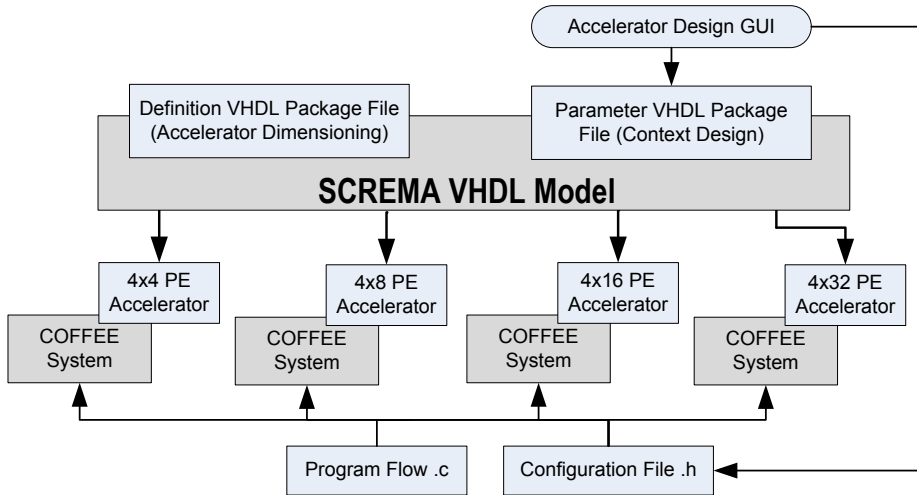 Accelerator Design GUI
Definition VHDL Package File
(Accelerator Dimensioning)
Parameter VHDL Package
File (Context Design)
SCREMA VHDL Model
4x4 PE
Accelerator
4x8 PE
Accelerator
4x16 PE
Accelerator
4x32 PE
Accelerator
COFFEE
System
COFFEE
System
COFFEE
System
COFFEE
System
Program Flow .c
Configuration File .h